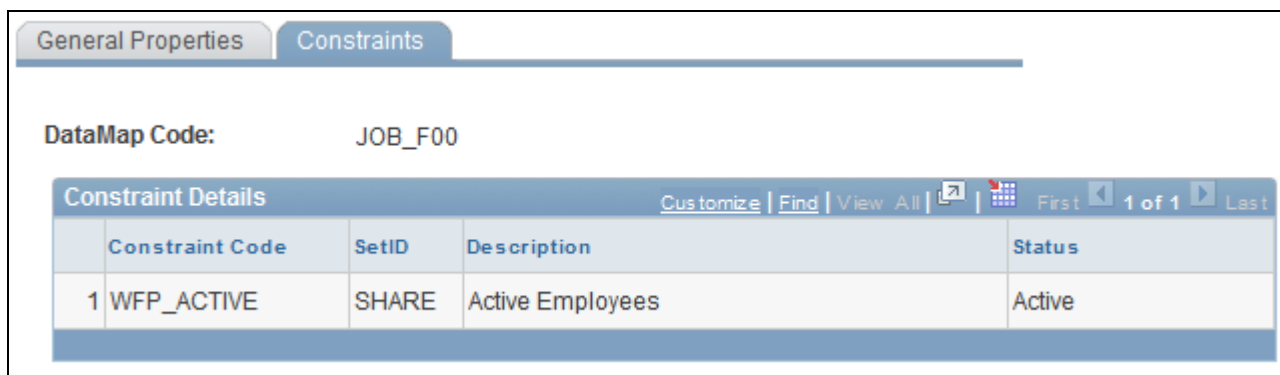 General Properties Constraints
DataMap Code: JOB_F00
Constraint Details Customize | Find | View All | | First 1 of 1 Last
Constraint Code SetID Description Status
1 WFP_ACTIVE SHARE Active Employees Active